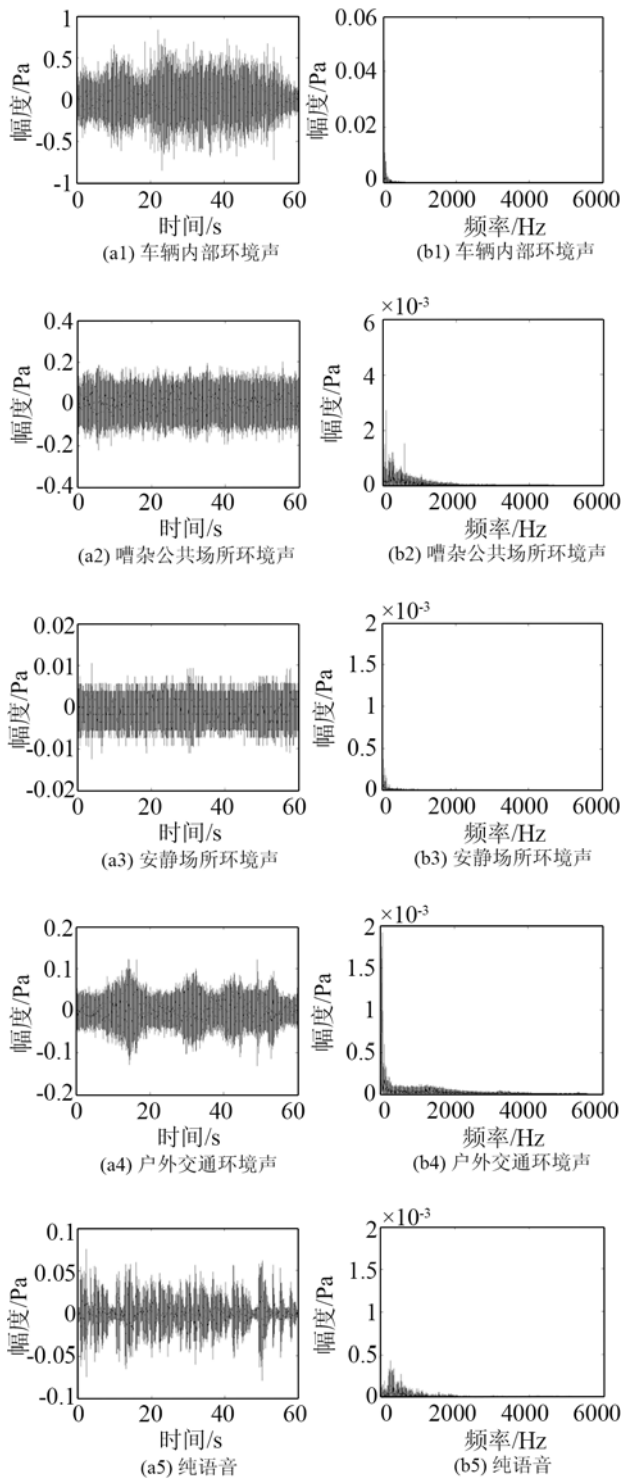 幅度/Pa
1
0.5
0
-0.5
-1
0 20 40 60
时间/s
(a1) 车辆内部环境声
幅度/Pa
0.06
0.04
0.02
0
0 2000 4000 6000
频率/Hz
(b1) 车辆内部环境声
幅度/Pa
0.4
0.2
0
-0.2
-0.4
0 20 40 60
时间/s
(a2) 嘈杂公共场所环境声
×10-3
幅度/Pa
6
4
2
0
0 2000 4000 6000
频率/Hz
(b2) 嘈杂公共场所环境声
幅度/Pa
0.02
0.01
0
-0.01
-0.02
0 20 40 60
时间/s
(a3) 安静场所环境声
×10-3
幅度/Pa
2
1.5
1
0.5
0
0 2000 4000 6000
频率/Hz
(b3) 安静场所环境声
幅度/Pa
0.2
0.1
0
-0.1
-0.2
0 20 40 60
时间/s
(a4) 户外交通环境声
×10-3
幅度/Pa
2
1.5
1
0.5
0
0 2000 4000 6000
频率/Hz
(b4) 户外交通环境声
幅度/Pa
0.1
0.05
0
-0.05
-0.1
0 20 40 60
时间/s
(a5) 纯语音
×10-3
幅度/Pa
2
1.5
1
0.5
0
0 2000 4000 6000
频率/Hz
(b5) 纯语音